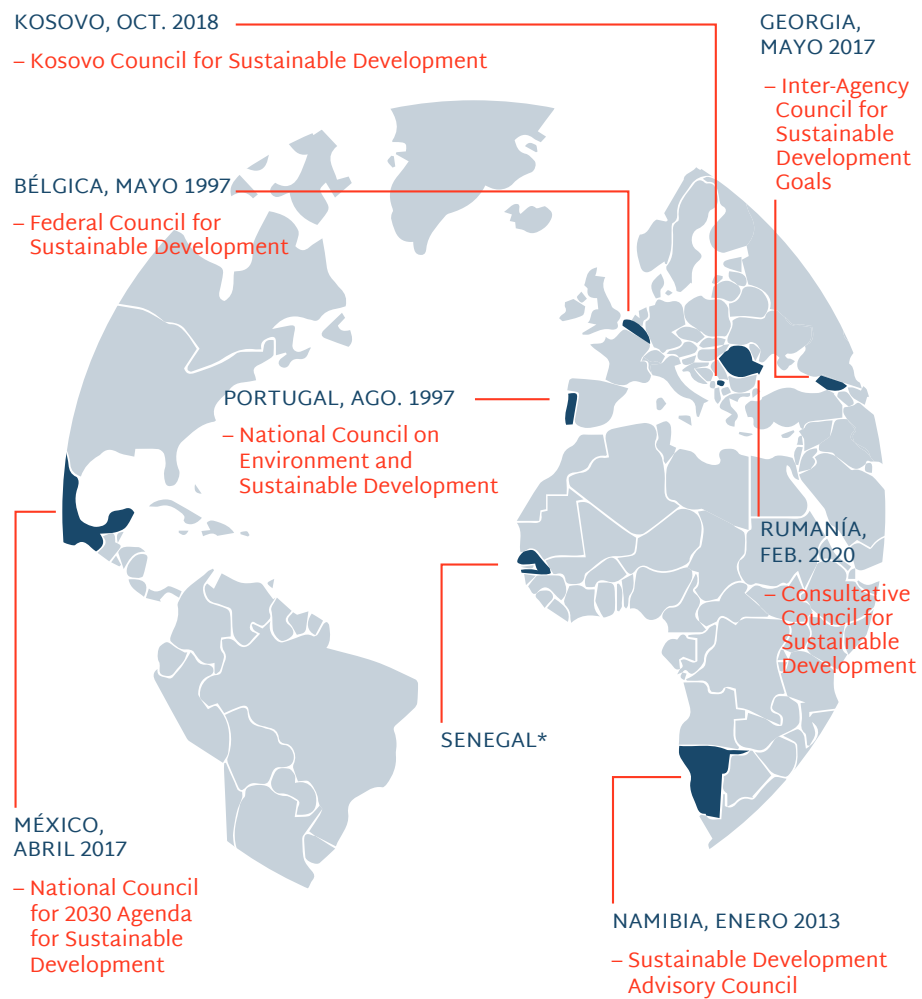 KOSOVO, OCT. 2018
– Kosovo Council for Sustainable Development
GEORGIA,
MAYO 2017
– Inter-Agency
Council for
Sustainable
Development
Goals
BÉLGICA, MAYO 1997
– Federal Council for
Sustainable Development
PORTUGAL, AGO. 1997
– National Council on
Environment and
Sustainable Development
RUMANÍA,
FEB. 2020
– Consultative
Council for
Sustainable
Development
SENEGAL*
MÉXICO,
ABRIL 2017
– National Council
for 2030 Agenda
for Sustainable
Development
NAMIBIA, ENERO 2013
– Sustainable Development
Advisory Council